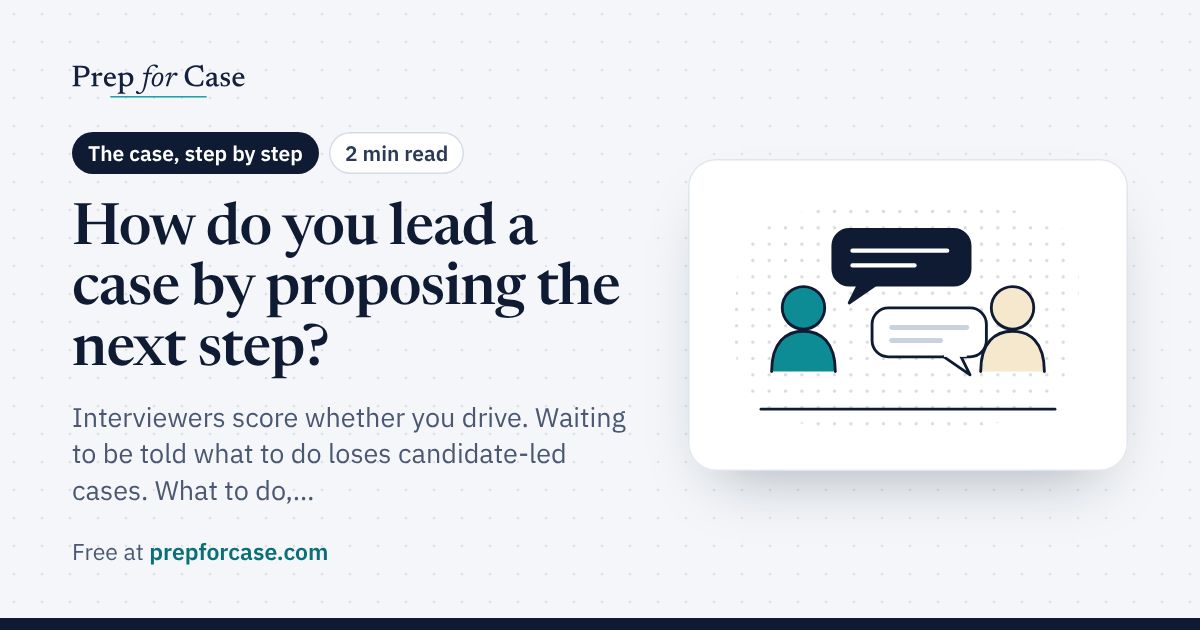 Prep for Case
The case, step by step
2 min read
How do you lead a
case by proposing the
next step?
Interviewers score whether you drive. Waiting
to be told what to do loses candidate-led
cases. What to do,...
Free at prepforcase.com